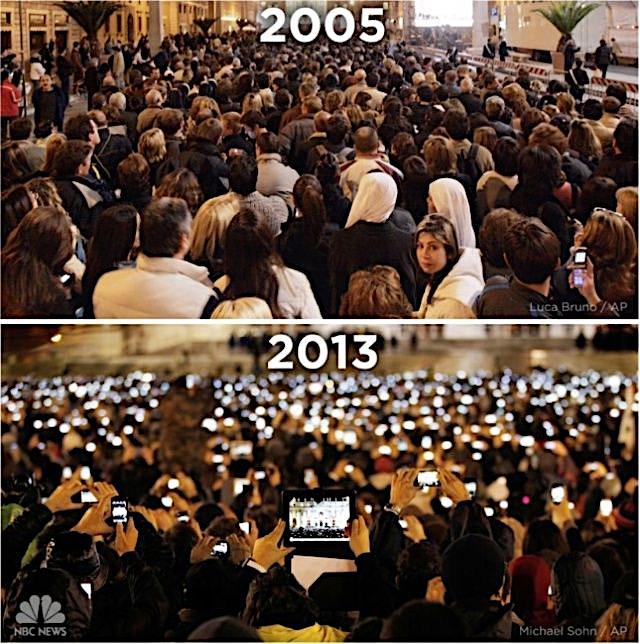 2005
Luca Bruno / AP
2013
NBC NEWS
Michael Sohn / AP